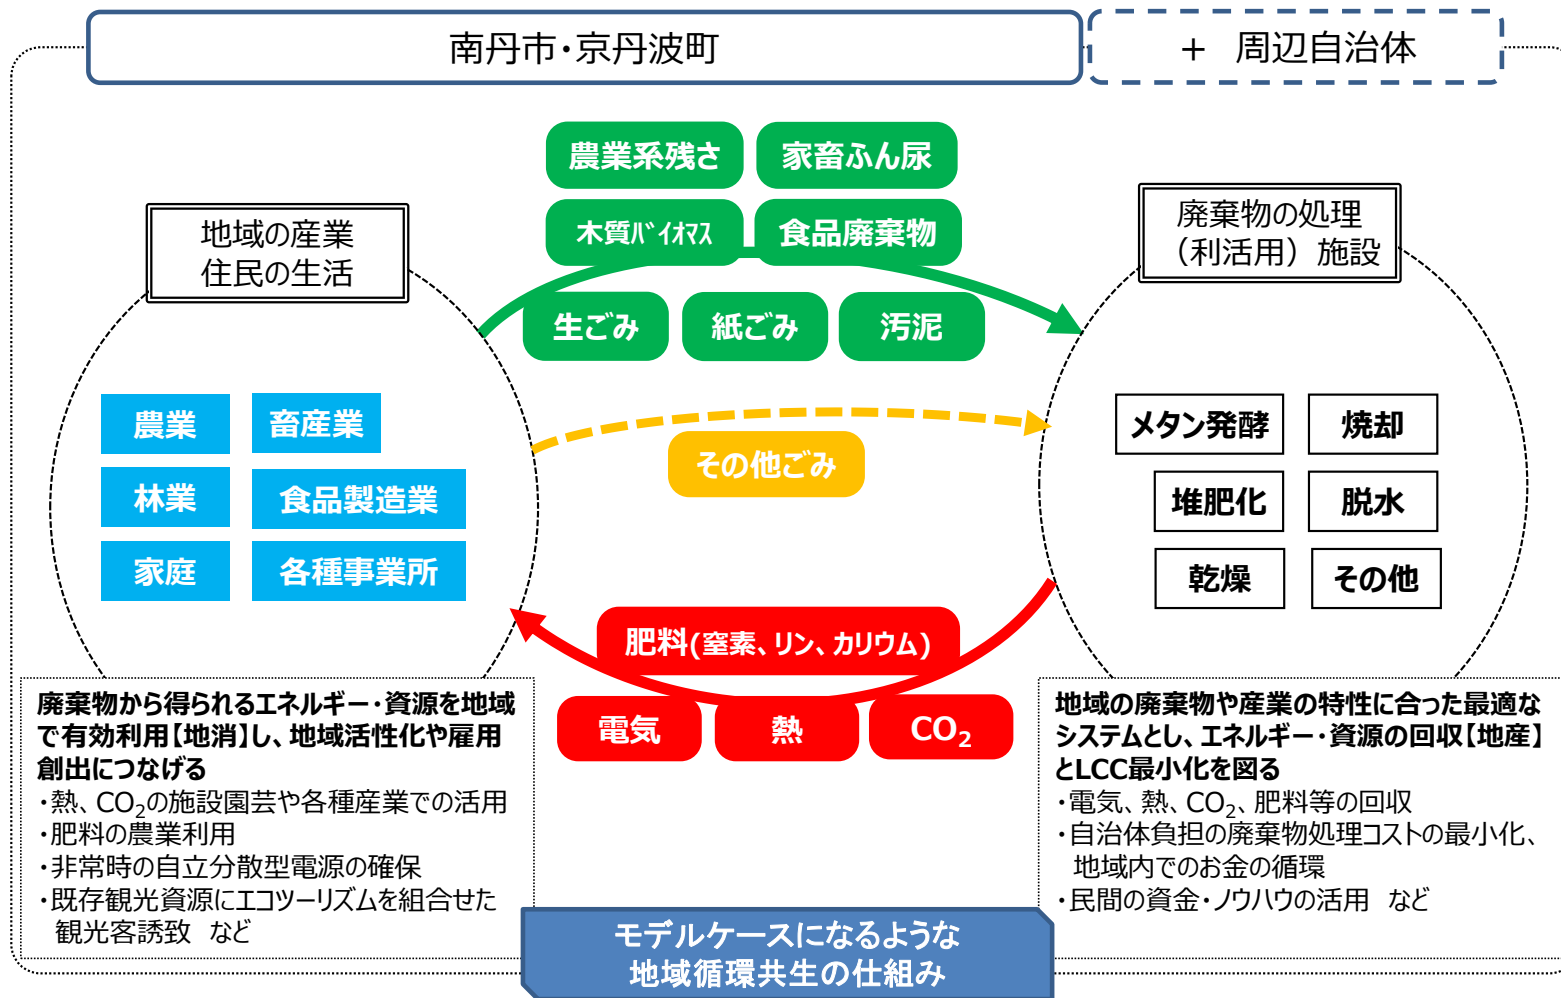 南丹市・京丹波町
+ 周辺自治体
農業系残さ
家畜ふん尿
木質バイオマス
食品廃棄物
生ごみ
紙ごみ
汚泥
地域の産業
住民の生活
廃棄物の処理
（利活用）施設
農業
畜産業
林業
食品製造業
家庭
各種事業所
その他ごみ
メタン発酵
焼却
堆肥化
脱水
乾燥
その他
肥料(窒素、リン、カリウム)
電気
熱
CO₂
廃棄物から得られるエネルギー・資源を地域
で有効利用【地消】し、地域活性化や雇用
創出につなげる
・熱、CO₂の施設園芸や各種産業での活用
・肥料の農業利用
・非常時の自立分散型電源の確保
・既存観光資源にエコツーリズムを組合せた
観光客誘致 など
地域の廃棄物や産業の特性に合った最適な
システムとし、エネルギー・資源の回収【地産】
とLCC最小化を図る
・電気、熱、CO₂、肥料等の回収
・自治体負担の廃棄物処理コストの最小化、
地域内でのお金の循環
・民間の資金・ノウハウの活用 など
モデルケースになるような
地域循環共生の仕組み